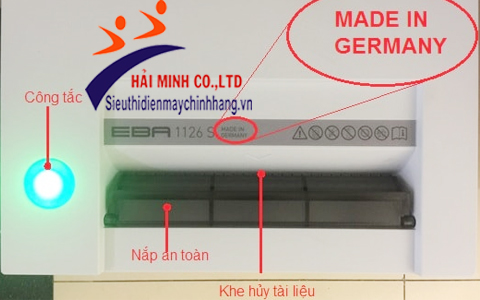 MADE IN
GERMANY
HẢI MINH CO.,LTD
Sieuthidienmaychinhhang.vn
Công tắc
EBA 1126 S MADE IN
GERMANY
Nắp an toàn
Khe hủy tài liệu